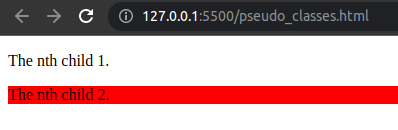 127.0.0.1:5500/pseudo_classes.html
The nth child 1.
The nth child 2.